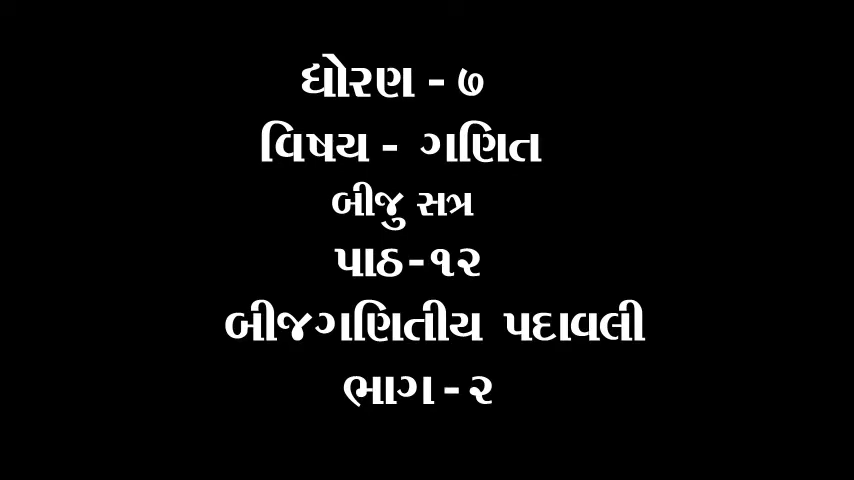 ધોરણ - ૭
વિષય - ગણિત
બીજુ સત્ર
પાઠ-૧૨
બીજગણિતીય પદાવલી
ભાગ - ૨